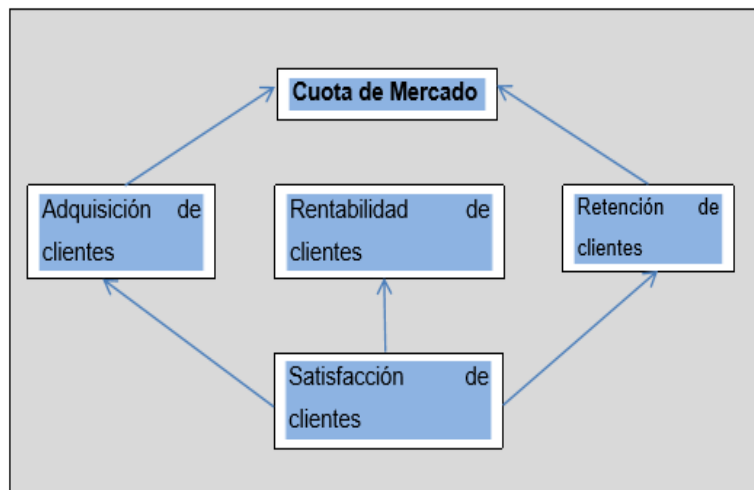 Cuota de Mercado
Adquisición de
clientes
Rentabilidad de
clientes
Retención de
clientes
Satisfacción de
clientes